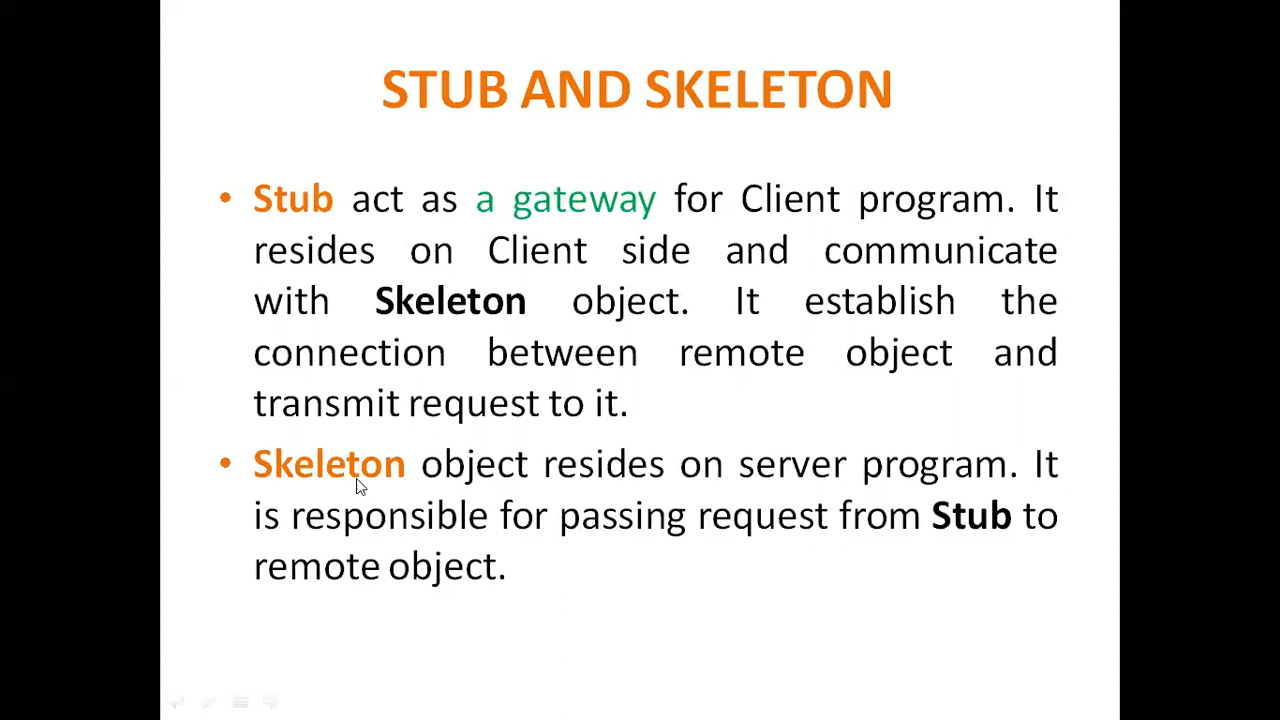 STUB AND SKELETON
• Stub act as a gateway for Client program. It
resides on Client side and communicate
with Skeleton object. It establish the
connection between remote object and
transmit request to it.
• Skeleton object resides on server program. It
is responsible for passing request from Stub to
remote object.